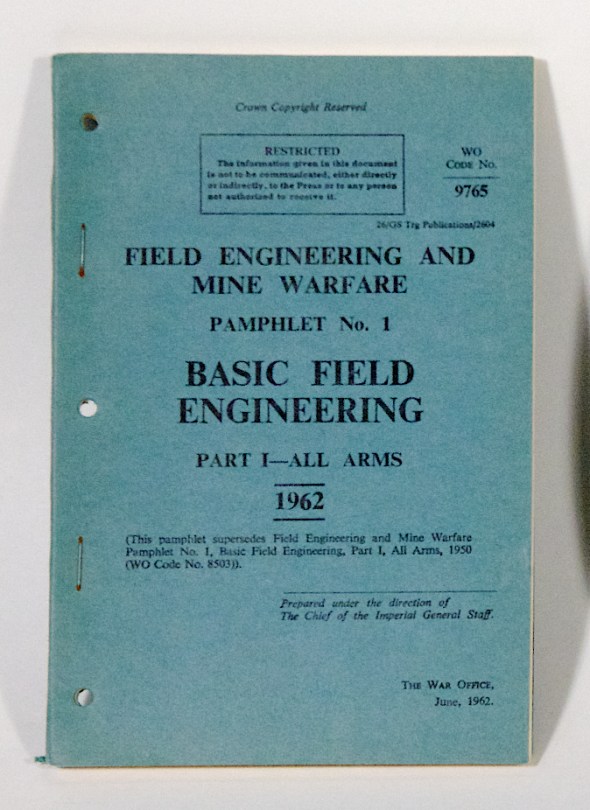 Crown Copyright Reserved
RESTRICTED
The information given in this document
is not to be communicated, either directly
or indirectly, to the Press or to any person
not authorized to receive it.
WO
CODE No.
9765
26/GS Trg Publications/2604
FIELD ENGINEERING AND
MINE WARFARE
PAMPHLET No. 1
BASIC FIELD
ENGINEERING
PART I—ALL ARMS
1962
(This pamphlet supersedes Field Engineering and Mine Warfare
Pamphlet No. 1, Basic Field Engineering, Part I, All Arms, 1950
(WO Code No. 8503)).
Prepared under the direction of
The Chief of the Imperial General Staff.
THE WAR OFFICE,
June, 1962.